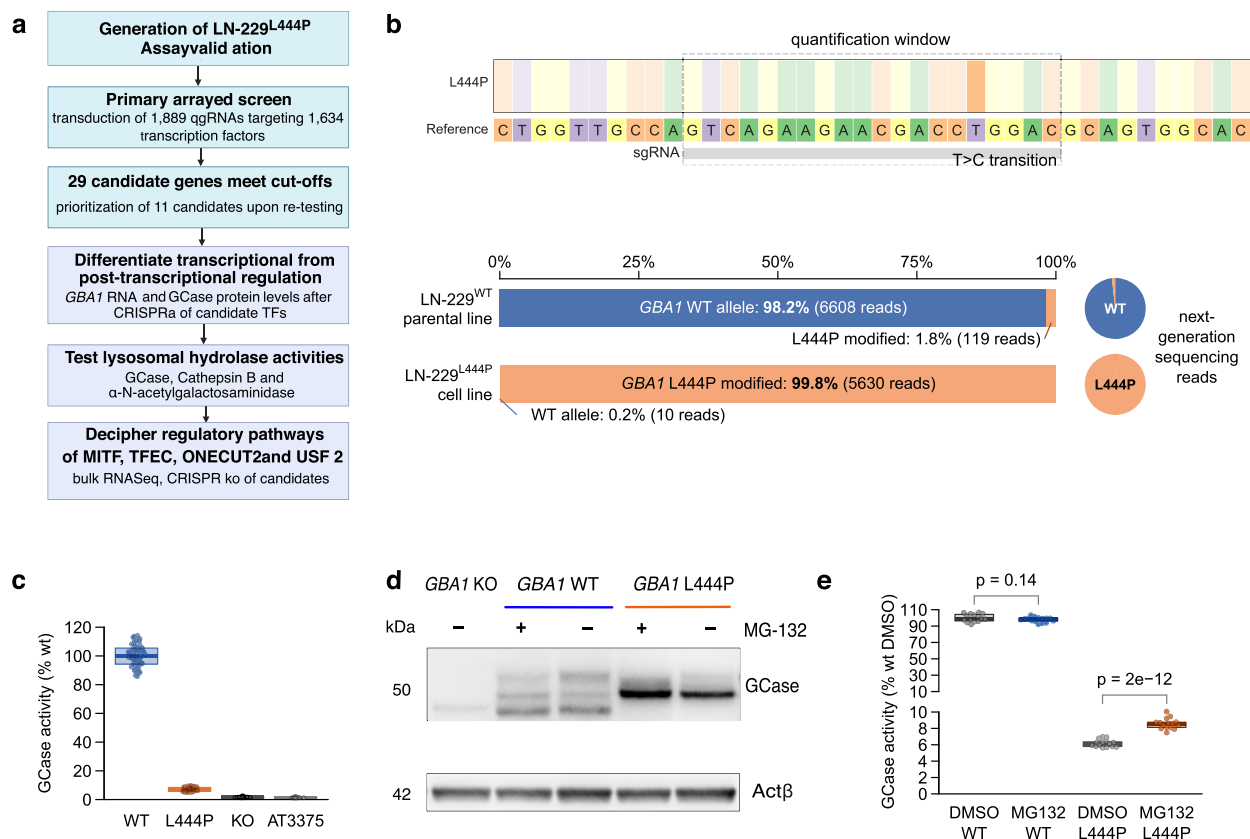 a
Generation of LN-229L444P
Assayvalid ation
Primary arrayed screen
transduction of 1,889 qgRNAs targeting 1,634
transcription factors
29 candidate genes meet cut-offs
prioritization of 11 candidates upon re-testing
Differentiate transcriptional from
post-transcriptional regulation
GBA1 RNA and GCase protein levels after
CRISPRa of candidate TFs
Test lysosomal hydrolase activities
GCase, Cathepsin B and
α-N-acetylgalactosaminidase
Decipher regulatory pathways
of MITF, TFEC, ONECUT2and USF 2
bulk RNASeq, CRISPR ko of candidates
b
quantification window
L444P
Reference C T G G T T G C C A G T C A G A A G A A C G A C C T G G A C G C A G T G G C A C
sgRNA
T>C transition
0% 25% 50% 75% 100%
LN-229WT
parental line
GBA1 WT allele: 98.2% (6608 reads)
L444P modified: 1.8% (119 reads)
WT
LN-229L444P
cell line
GBA1 L444P modified: 99.8% (5630 reads)
WT allele: 0.2% (10 reads)
L444P
next-
generation
sequencing
reads
c
GCase activity (% wt)
120
100
80
60
40
20
0
WT L444P KO AT3375
d
GBA1 KO GBA1 WT GBA1 L444P
kDa − + − + − MG-132
50 GCase
42 Actβ
e
p = 0.14
GCase activity (% wt DMSO)
110
90
70
50
30
10
p = 2e−12
10
8
6
4
2
0
DMSO MG132 DMSO MG132
WT WT L444P L444P